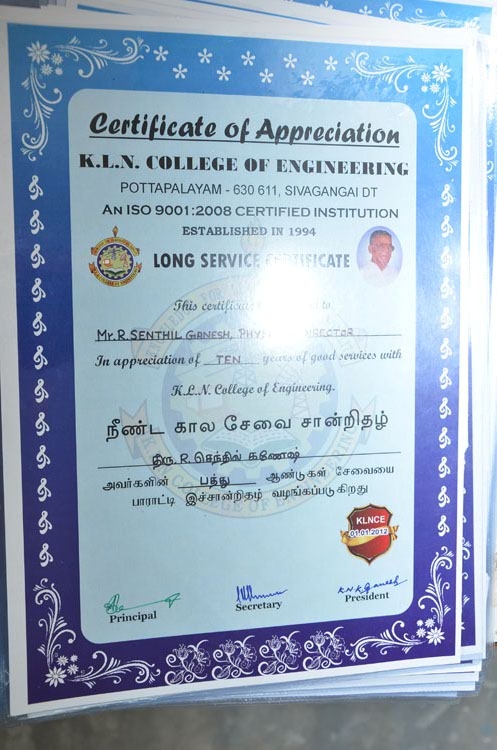 Certificate of Appreciation
K.L.N. COLLEGE OF ENGINEERING
POTTAPALAYAM - 630 611, SIVAGANGAI DT
AN ISO 9001:2008 CERTIFIED INSTITUTION
ESTABLISHED IN 1994
LONG SERVICE CERTIFICATE
This certificate to
Mr. R. SENTHIL GANESH, DIRECTOR
In appreciation of TEN years of good services with
K.L.N. College of Engineering.
நீண்ட கால சேவை சான்றிதழ்
திரு. R. செந்தில் கணேஷ்
அவர்களின் பத்து ஆண்டுகள் சேவையை
பாராட்டி இச்சான்றிதழ் வழங்கப்படுகிறது
KLNCE
01.01.2012
K N K Ganesh
Principal Secretary President